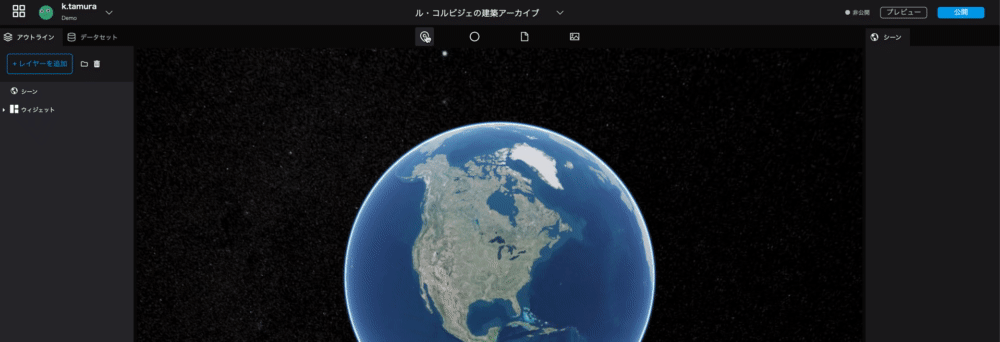 k.tamura
Demo
ル・コルビジェの建築アーカイブ
非公開
プレビュー
公開
アウトライン
データセット
シーン
+ レイヤーを追加
シーン
ウィジェット